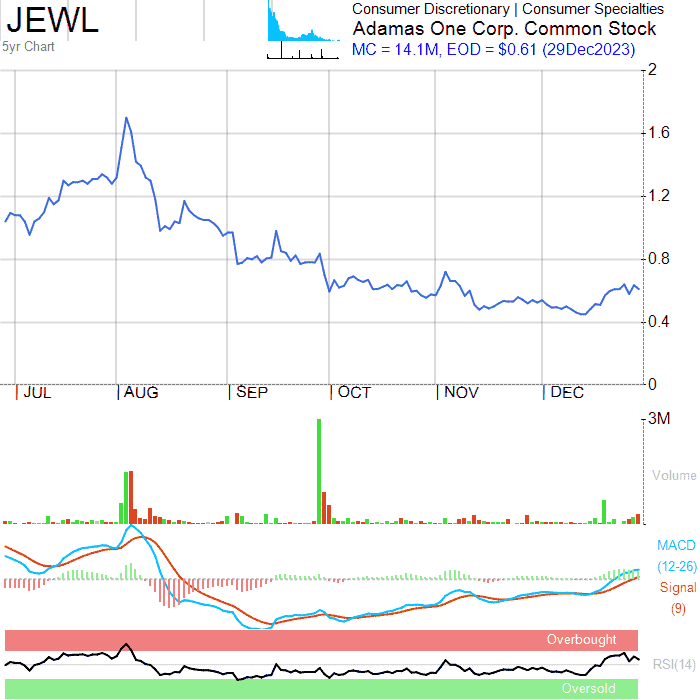 JEWL
5yr Chart
Consumer Discretionary | Consumer Specialties
Adamas One Corp. Common Stock
MC = 14.1M, EOD = $0.61 (29Dec2023)
2
1.6
1.2
0.8
0.4
0
JUL AUG SEP OCT NOV DEC
3M
Volume
MACD
(12-26)
Signal
(9)
Overbought
RSI(14)
Oversold